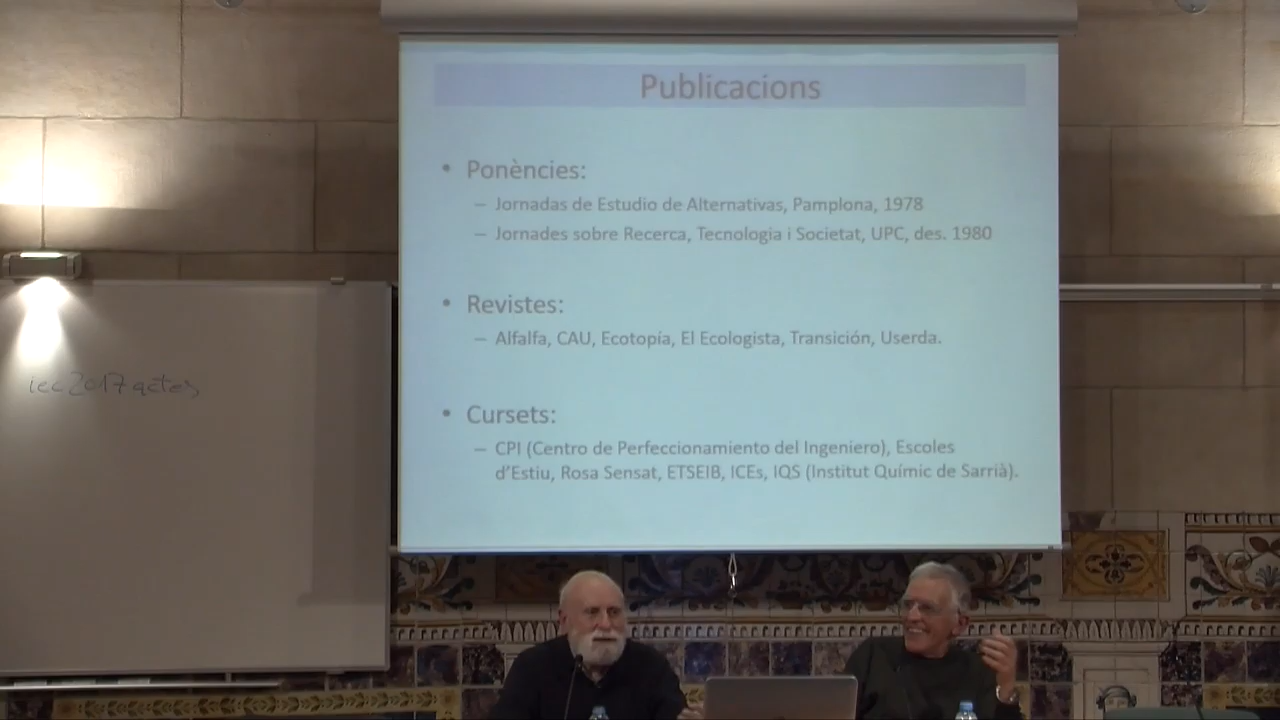 Publicacions
• Ponències:
– Jornadas de Estudio de Alternativas, Pamplona, 1978
– Jornades sobre Recerca, Tecnologia i Societat, UPC, des. 1980
• Revistes:
– Alfalfa, CAU, Ecotopía, El Ecologista, Transición, Userda.
• Cursets:
– CPI (Centro de Perfeccionamiento del Ingeniero), Escoles
d'Estiu, Rosa Sensat, ETSEIB, ICEs, IQS (Institut Químic de Sarrià).
iec2017actes